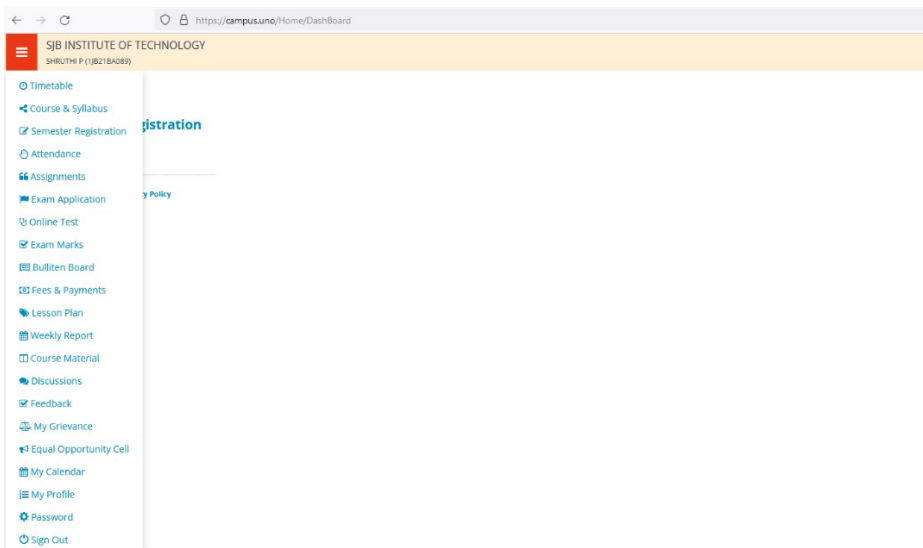 https://campus.uno/Home/DashBoard
SJB INSTITUTE OF TECHNOLOGY
SHRUTHI P (1JB21BA089)
Timetable
Course & Syllabus
Semester Registration
Attendance
Assignments
Exam Application
Online Test
Exam Marks
Bulliten Board
Fees & Payments
Lesson Plan
Weekly Report
Course Material
Discussions
Feedback
My Grievance
Equal Opportunity Cell
My Calendar
My Profile
Password
Sign Out
gistration
y Policy